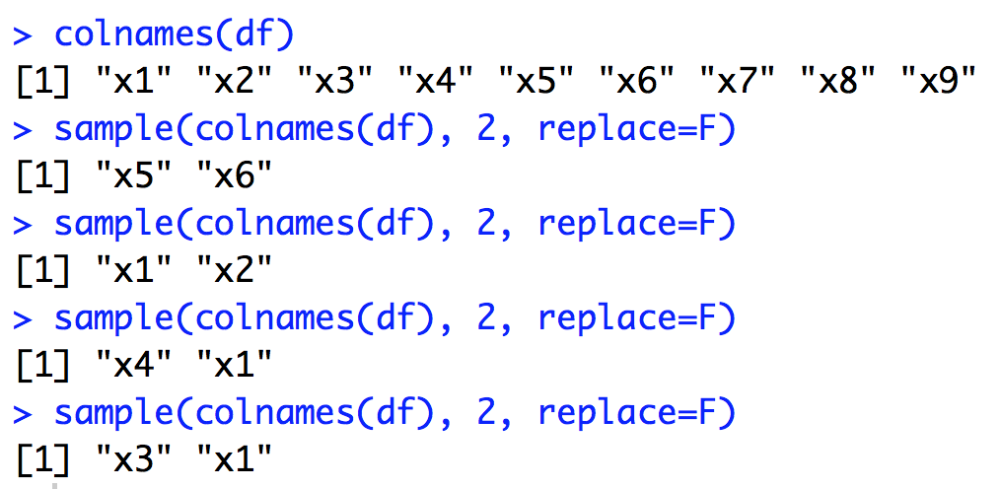 > colnames(df)
[1] "x1" "x2" "x3" "x4" "x5" "x6" "x7" "x8" "x9"
> sample(colnames(df), 2, replace=F)
[1] "x5" "x6"
> sample(colnames(df), 2, replace=F)
[1] "x1" "x2"
> sample(colnames(df), 2, replace=F)
[1] "x4" "x1"
> sample(colnames(df), 2, replace=F)
[1] "x3" "x1"